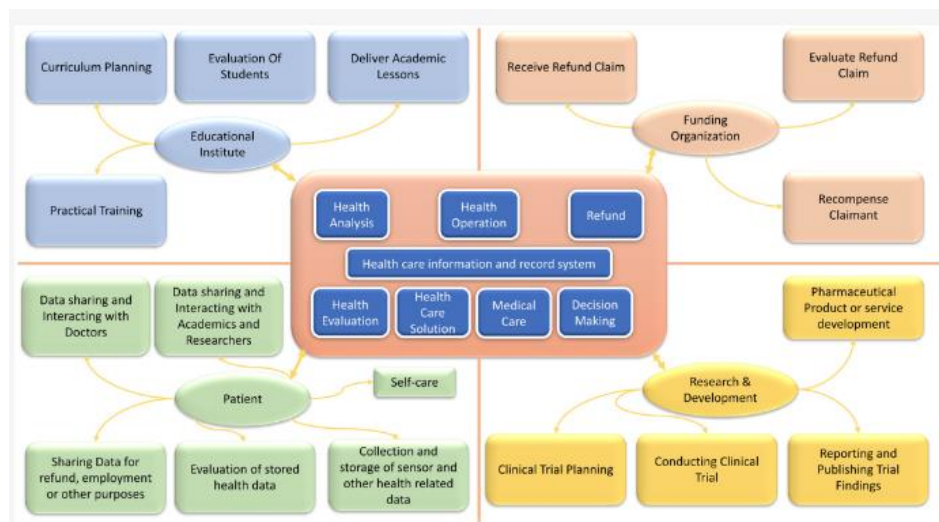 Curriculum Planning
Evaluation Of
Students
Deliver Academic
Lessons
Educational
Institute
Practical Training
Receive Refund Claim
Evaluate Refund
Claim
Funding
Organization
Recompense
Claimant
Health
Analysis
Health
Operation
Refund
Health care information and record system
Health
Evaluation
Health
Care
Solution
Medical
Care
Decision
Making
Data sharing and
Interacting with
Doctors
Data sharing and
Interacting with
Academics and
Researchers
Self-care
Patient
Sharing Data for
refund, employment
or other purposes
Evaluation of stored
health data
Collection and
storage of sensor and
other health related
data
Pharmaceutical
Product or service
development
Research &
Development
Clinical Trial Planning
Conducting Clinical
Trial
Reporting and
Publishing Trial
Findings